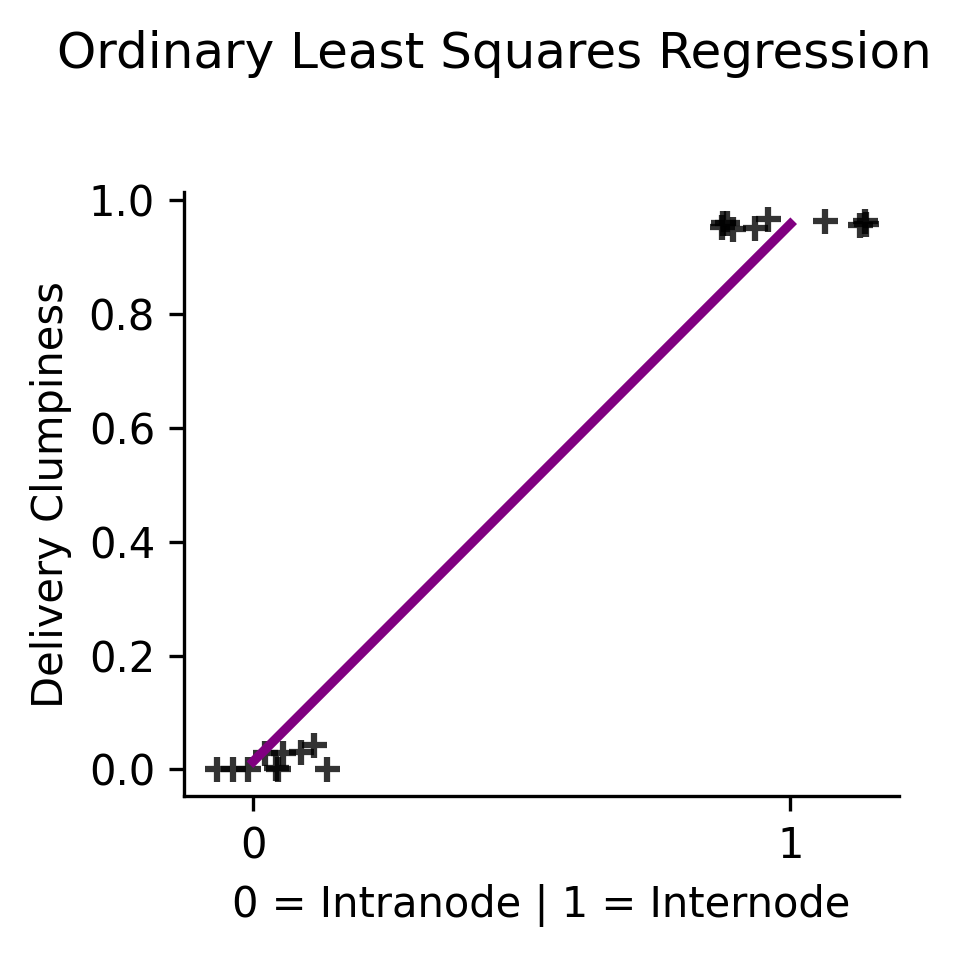 Ordinary Least Squares Regression
Delivery Clumpiness
1.0
0.8
0.6
0.4
0.2
0.0
0
1
0 = Intranode | 1 = Internode